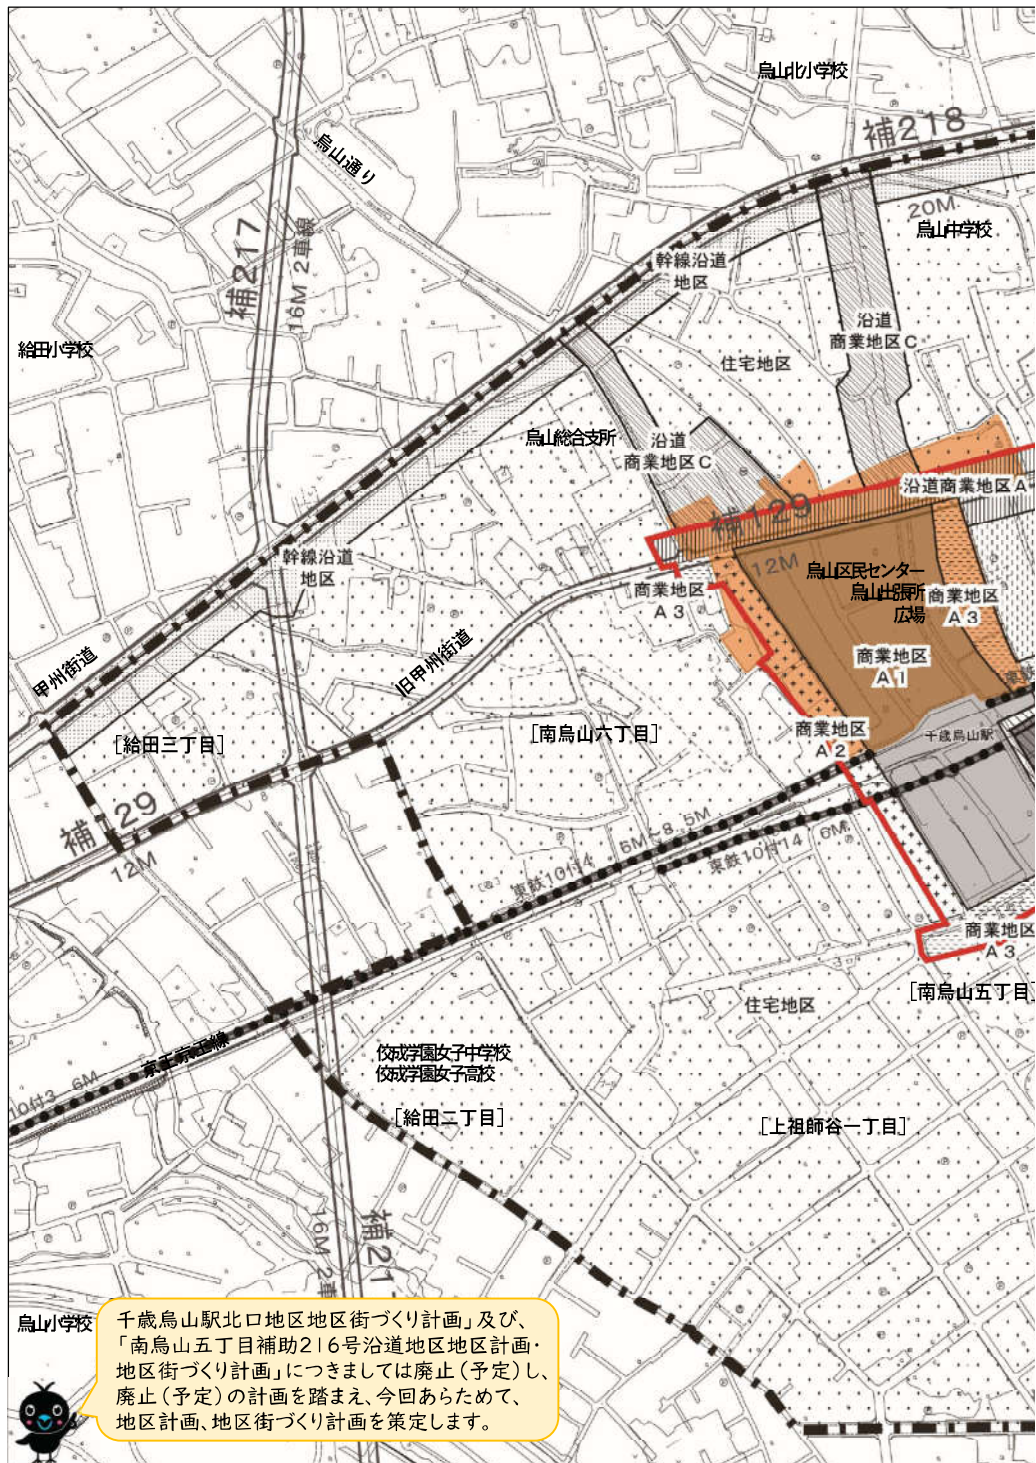 烏山北小学校
補218
烏山通り
20M
烏山中学校
補217
16M 2車線
幹線沿道
地区
沿道
商業地区C
給田小学校
住宅地区
烏山総合支所
沿道
商業地区C
沿道商業地区A
補129
12M
幹線沿道
地区
烏山区民センター
烏山出張所
広場
商業地区
A3
商業地区
A3
商業地区
A1
甲州街道
旧甲州街道
[給田三丁目]
[南烏山六丁目]
商業地区
A2
千歳烏山駅
補129
12M
東鉄10付4 6M～8.5M
東鉄10付14 6M
商業地区
A3
[南烏山五丁目]
住宅地区
京王京王線
10付3 6M
佼成学園女子中学校
佼成学園女子高校
[給田二丁目]
[上祖師谷一丁目]
補21
16M 2車
烏山小学校
千歳烏山駅北口地区地区街づくり計画」及び、
「南烏山五丁目補助216号沿道地区地区計画・
地区街づくり計画」につきましては廃止(予定)し、
廃止(予定)の計画を踏まえ、今回あらためて、
地区計画、地区街づくり計画を策定します。